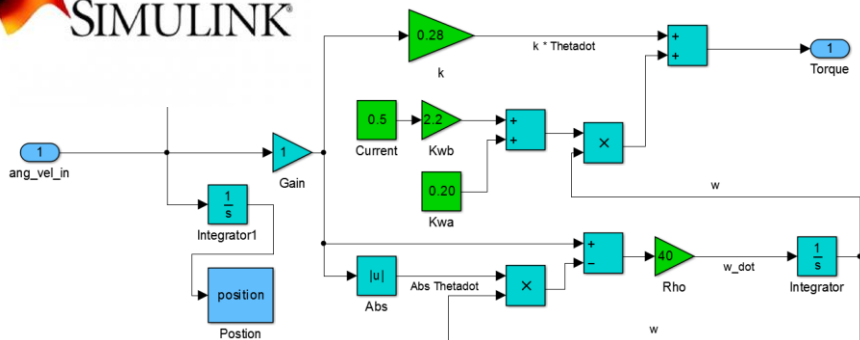 SIMULINK®
0.28
k
k * Thetadot
+
+
1
Torque
0.5
Current
2.2
Kwb
+
+
×
1
ang_vel_in
1
Gain
0.20
Kwa
w
1
s
Integrator1
+
−
40
Rho
w_dot
1
s
Integrator
|u|
Abs
Abs Thetadot
×
position
Postion
w